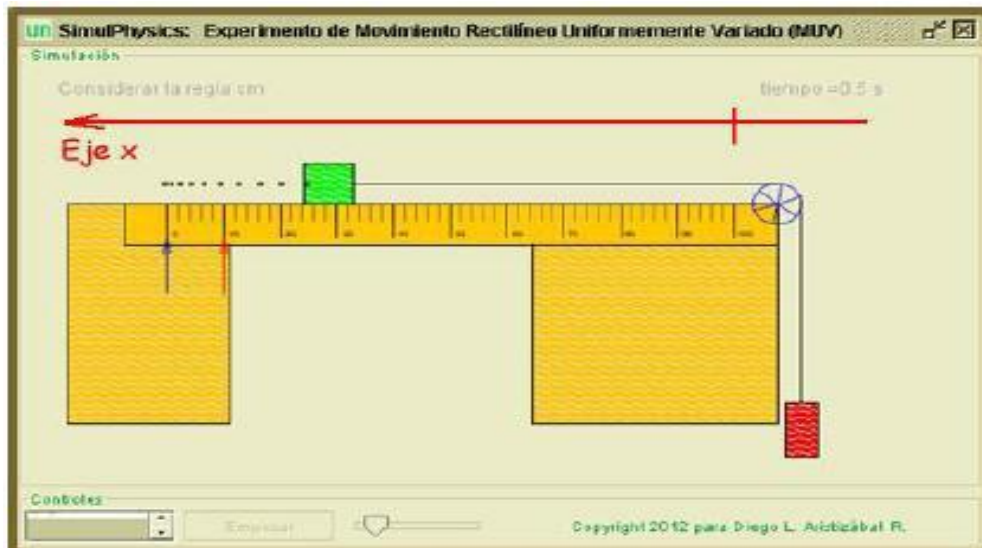 un SimulPhysics: Experimento de Movimiento Rectilíneo Uniformemente Variado (MUV)
Simulación
Considerar la regla cm
tiempo =0.5 s
Eje x
Controles
Empezar
Copyright 2012 para Diego L. Aristizábal R.